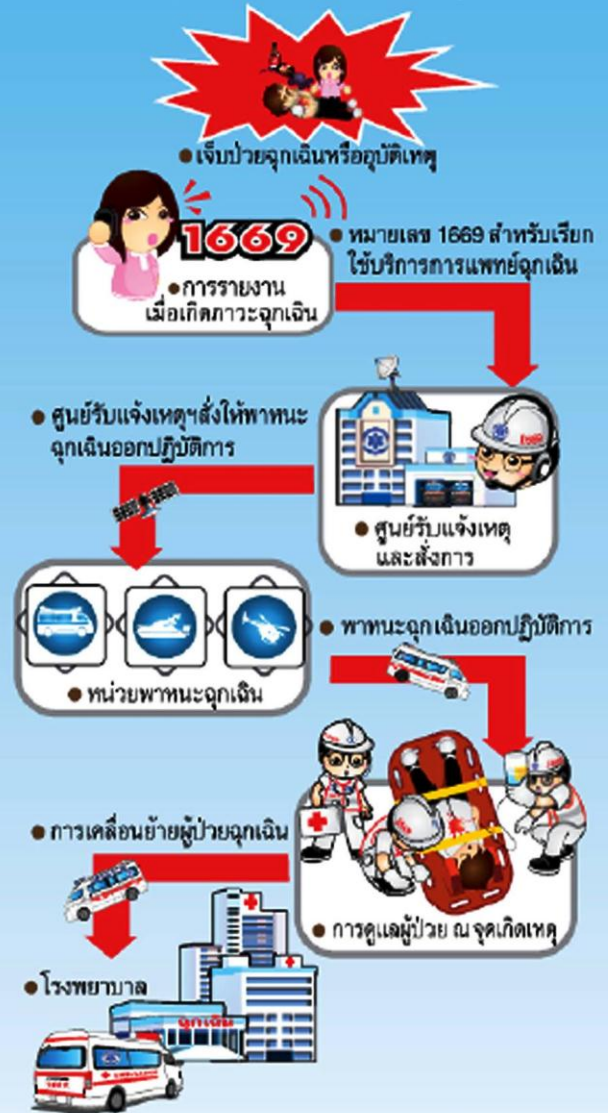 ● เจ็บป่วยฉุกเฉินหรืออุบัติเหตุ
1669
● หมายเลข 1669 สำหรับเรียก
ใช้บริการการแพทย์ฉุกเฉิน
● การรายงาน
เมื่อเกิดภาวะฉุกเฉิน
● ศูนย์รับแจ้งเหตุฯสั่งให้พาหนะ
ฉุกเฉินออกปฏิบัติการ
1669
● ศูนย์รับแจ้งเหตุ
และสั่งการ
● พาหนะฉุกเฉินออกปฏิบัติการ
● หน่วยพาหนะฉุกเฉิน
● การเคลื่อนย้ายผู้ป่วยฉุกเฉิน
● การดูแลผู้ป่วย ณ จุดเกิดเหตุ
● โรงพยาบาล
ฉุกเฉิน